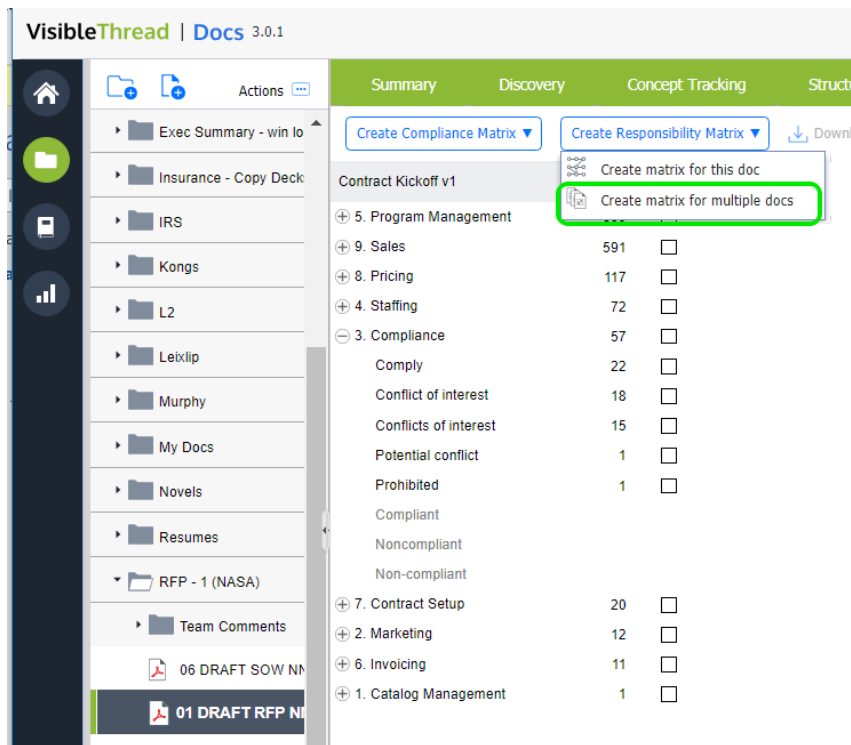 VisibleThread | Docs 3.0.1
Actions
Summary Discovery Concept Tracking
Create Compliance Matrix ▼ Create Responsibility Matrix ▼
Create matrix for this doc
Create matrix for multiple docs
Exec Summary - win lo
Insurance - Copy Deck
IRS
Kongs
L2
Leixlip
Murphy
My Docs
Novels
Resumes
RFP - 1 (NASA)
Team Comments
06 DRAFT SOW
01 DRAFT RFP
Contract Kickoff v1
5. Program Management
9. Sales 591
8. Pricing 117
4. Staffing 72
3. Compliance 57
Comply 22
Conflict of interest 18
Conflicts of interest 15
Potential conflict 1
Prohibited 1
Compliant
Noncompliant
Non-compliant
7. Contract Setup 20
2. Marketing 12
6. Invoicing 11
1. Catalog Management 1